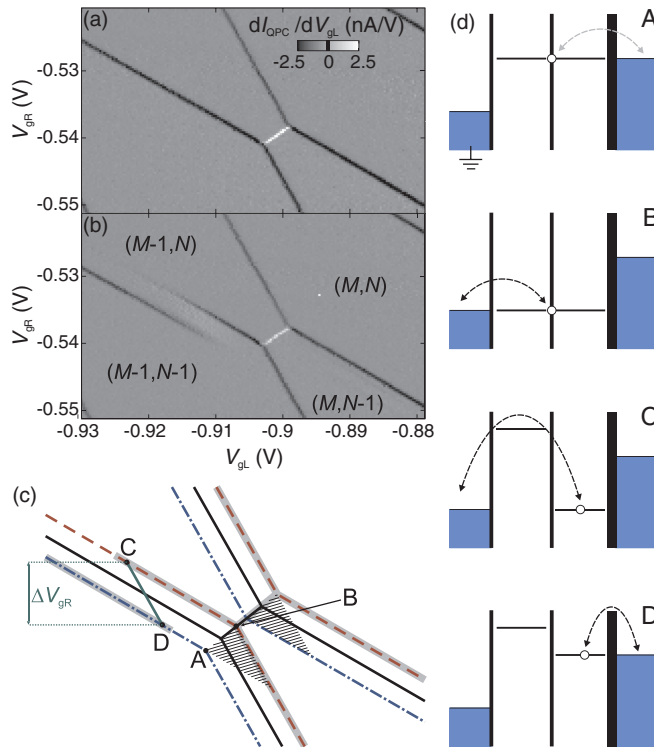 (a)
dI_QPC/dV_gL (nA/V)
-2.5 0 2.5
-0.53
-0.54
-0.55
V_gR (V)
(b)
(M-1,N)
(M,N)
(M-1,N-1)
(M,N-1)
-0.53
-0.54
-0.55
V_gR (V)
-0.93 -0.92 -0.91 -0.9 -0.89 -0.88
V_gL (V)
(c)
C
B
ΔV_gR
D
A
(d)
A
B
C
D